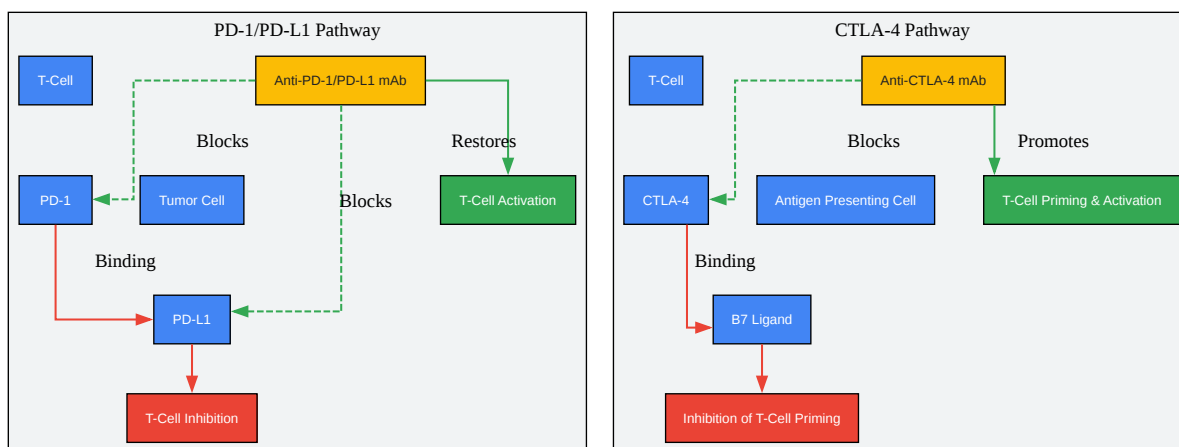 PD-1/PD-L1 Pathway
T-Cell
Anti-PD-1/PD-L1 mAb
Blocks
Restores
PD-1
Tumor Cell
Blocks
T-Cell Activation
Binding
PD-L1
T-Cell Inhibition
CTLA-4 Pathway
T-Cell
Anti-CTLA-4 mAb
Blocks
Promotes
CTLA-4
Antigen Presenting Cell
T-Cell Priming & Activation
Binding
B7 Ligand
Inhibition of T-Cell Priming